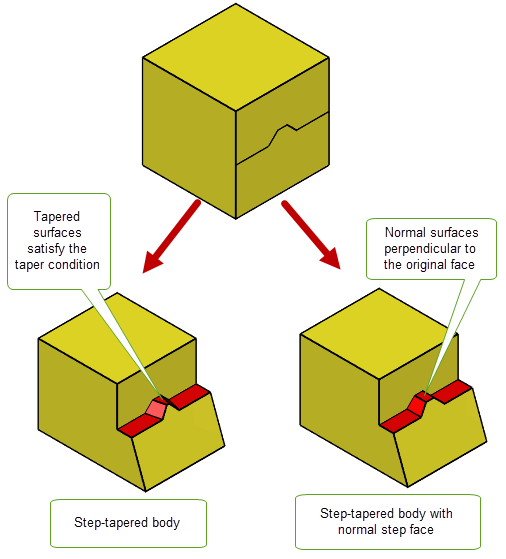 Tapered
surfaces
satisfy the
taper condition
Normal surfaces
perpendicular to
the original face
Step-tapered body
Step-tapered body with
normal step face